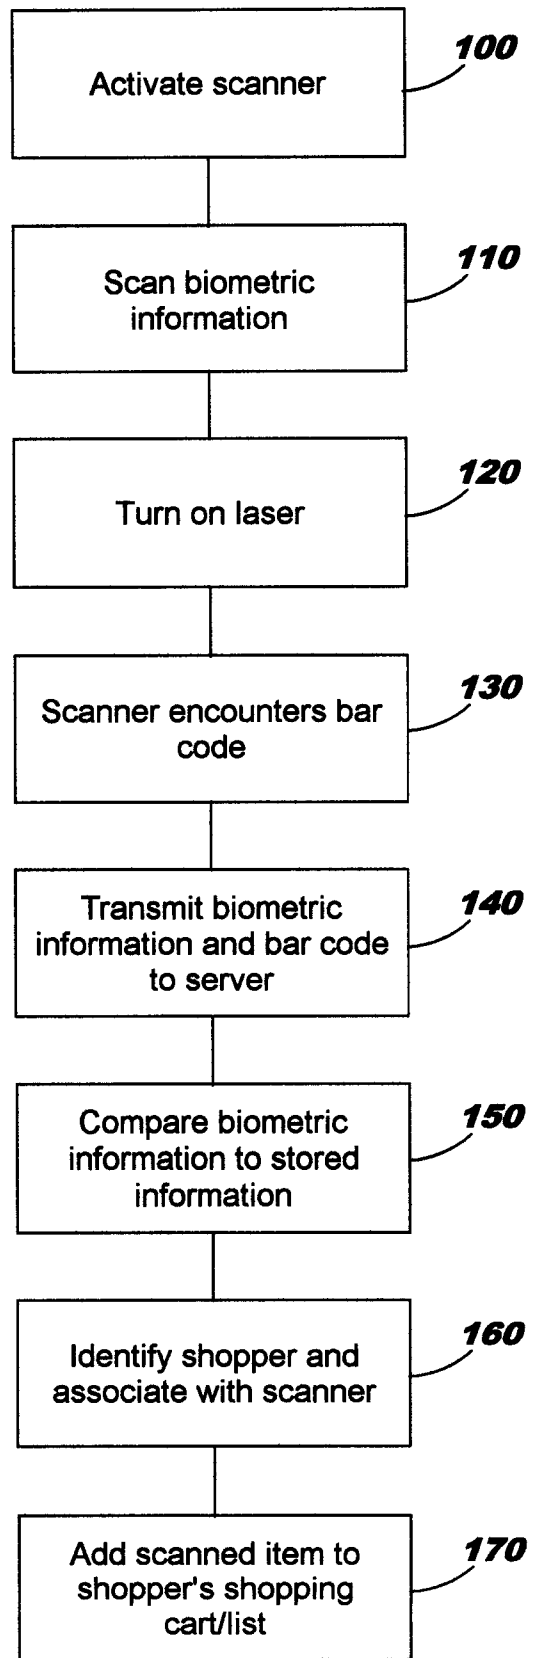 100
Activate scanner
110
Scan biometric
information
120
Turn on laser
130
Scanner encounters bar
code
140
Transmit biometric
information and bar code
to server
150
Compare biometric
information to stored
information
160
Identify shopper and
associate with scanner
170
Add scanned item to
shopper's shopping
cart/list